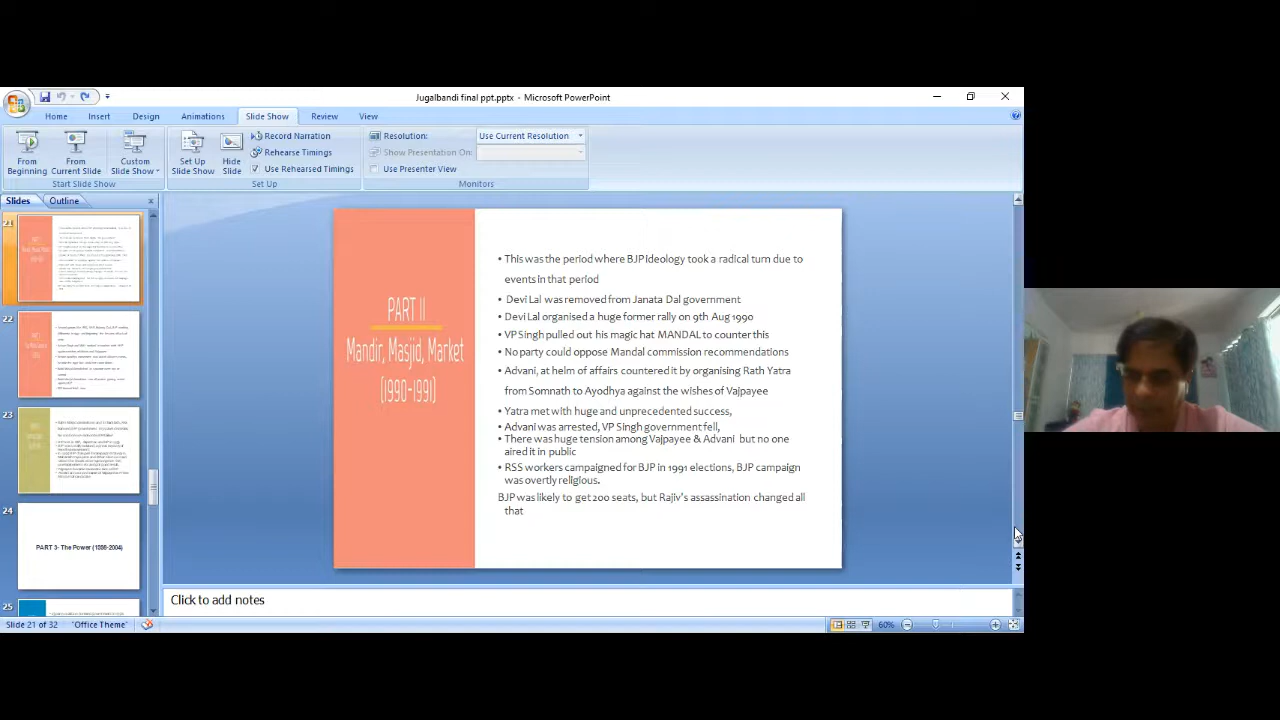 Jugalbandi final ppt.pptx - Microsoft PowerPoint
Home Insert Design Animations Slide Show Review View
From Beginning
From Current Slide
Custom Slide Show
Start Slide Show
Set Up Slide Show
Hide Slide
Record Narration
Rehearse Timings
Use Rehearsed Timings
Set Up
Resolution: Use Current Resolution
Show Presentation On:
Use Presenter View
Monitors
Slides Outline
21
22
23
24
PART 3- The Power (1998-2004)
25
PART II
Mandir, Masjid, Market
(1990-1991)
• This was the period where BJP Ideology took a radical turn due to
events in that period
• Devi Lal was removed from Janata Dal government
• Devi Lal organised a huge former rally on 9th Aug 1990
• VP Singh pulled out his magic hat MANDAL to counter this
• No party could oppose Mandal commission recommendations
• Advani, at helm of affairs countered it by organising Rath Yatra
from Somnath to Ayodhya against the wishes of Vajpayee
• Yatra met with huge and unprecedented success,
• Advani was arrested, VP Singh government fell,
• There was huge tension among Vajpayee & Advani but no one
aired it in public
• RSS workers campaigned for BJP in 1991 elections, BJP campaign
was overtly religious.
BJP was likely to get 200 seats, but Rajiv's assassination changed all
that
Click to add notes
Slide 21 of 32 "Office Theme" 60%